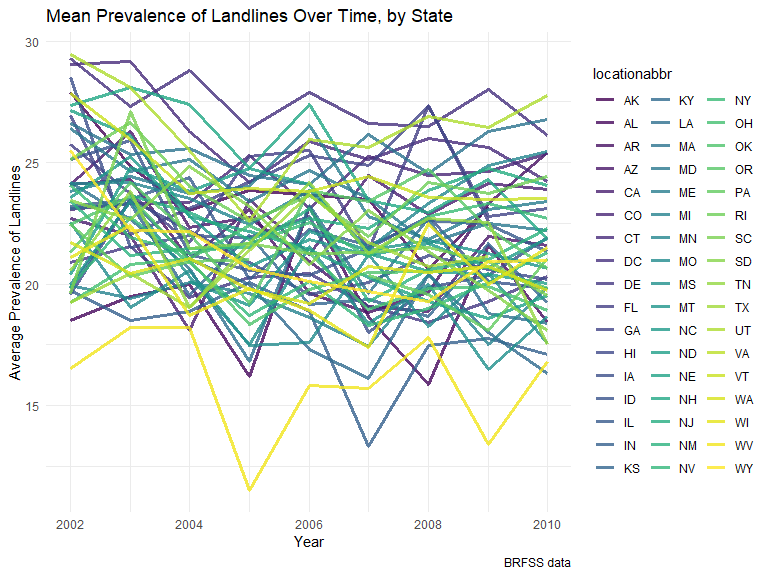 Mean Prevalence of Landlines Over Time, by State
Average Prevalence of Landlines
30
25
20
15
2002
2004
2006
2008
2010
Year
locationabbr
AK KY NY
AL LA OH
AR MA OK
AZ MD OR
CA ME PA
CO MI RI
CT MN SC
DC MO SD
DE MS TN
FL MT TX
GA NC UT
HI ND VA
IA NE VT
ID NH WA
IL NJ WI
IN NM WV
KS NV WY
BRFSS data